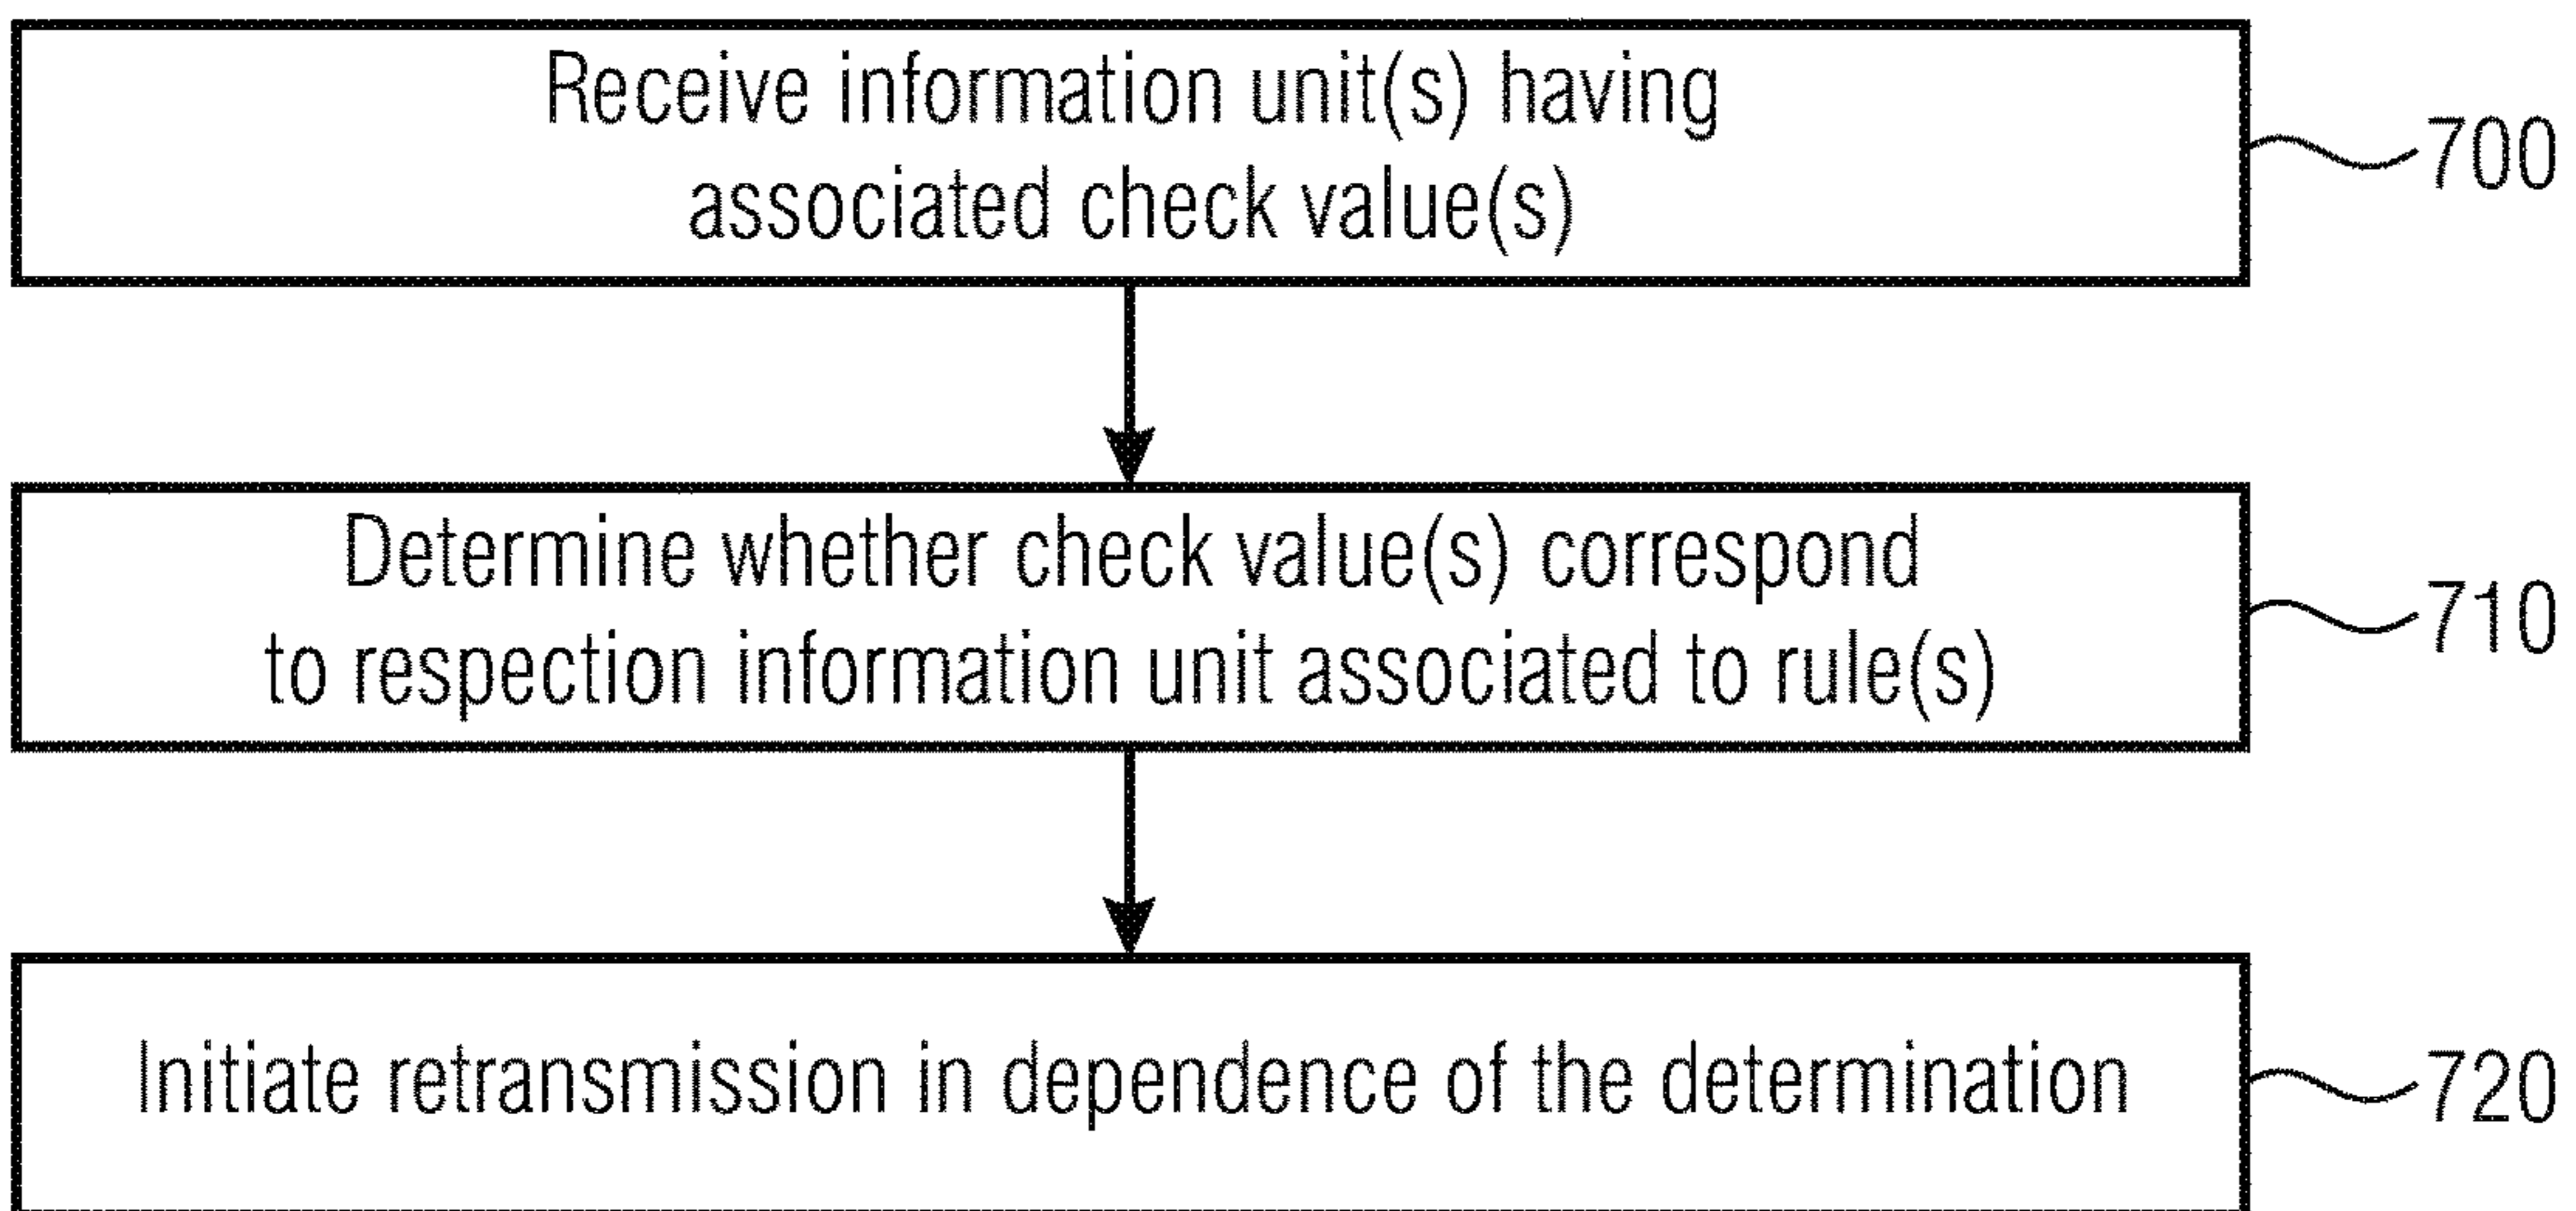 Receive information unit(s) having
associated check value(s)
700
Determine whether check value(s) correspond
to respection information unit associated to rule(s)
710
Initiate retransmission in dependence of the determination
720